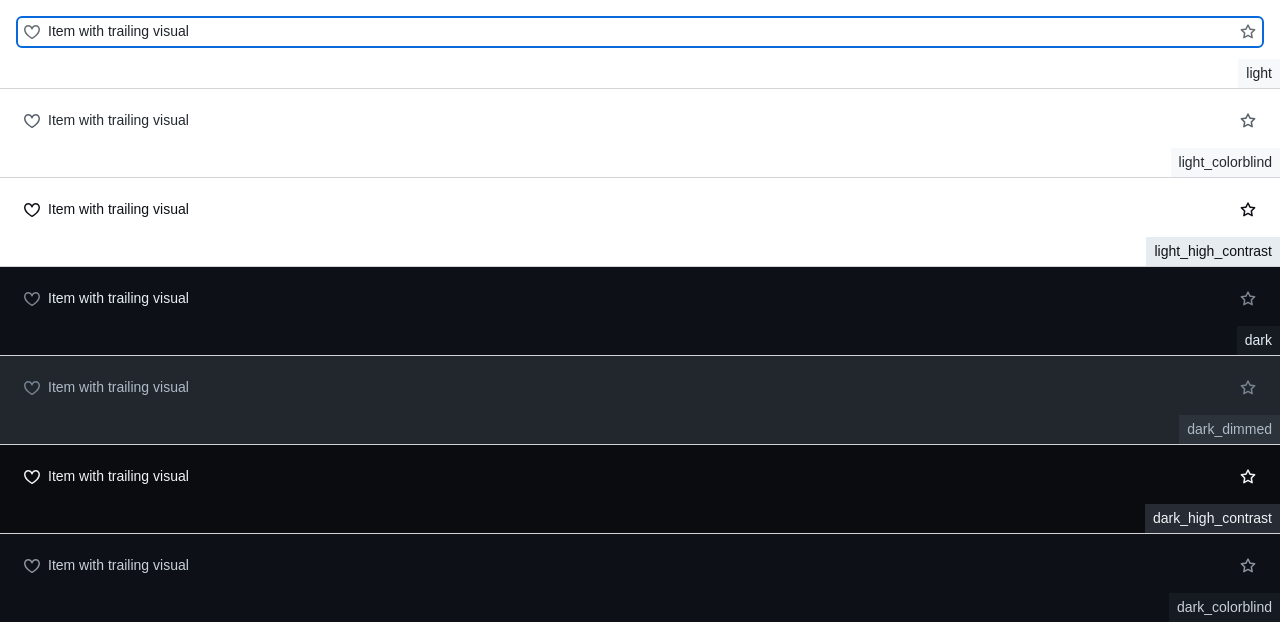 Item with trailing visual
light
Item with trailing visual
light_colorblind
Item with trailing visual
light_high_contrast
Item with trailing visual
dark
Item with trailing visual
dark_dimmed
Item with trailing visual
dark_high_contrast
Item with trailing visual
dark_colorblind